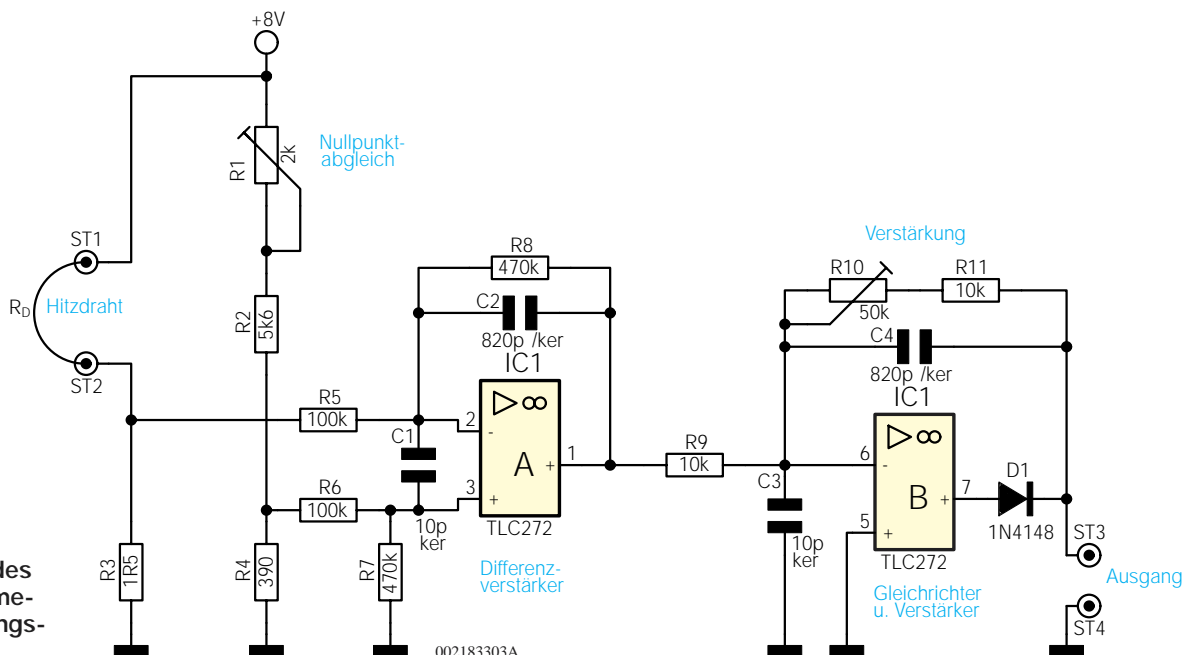 +8V
R1
2k
Nullpunkt-
abgleich
ST1
RD Hitzdraht
ST2
R2
5k6
R8
470k
C2
820p /ker
IC1
R5
100k
C1
2
-
A
+
1
3
+
TLC272
R6
100k
10p
ker
Differenz-
verstärker
R3
1R5
R4
390
R7
470k
des
me-
ngs-
002183303A
Verstärkung
R10
50k
R11
10k
C4
820p /ker
IC1
R9
10k
C3
10p
ker
6
-
B
+
7
5
+
TLC272
D1
1N4148
Gleichrichter
u. Verstärker
ST3
Ausgang
ST4